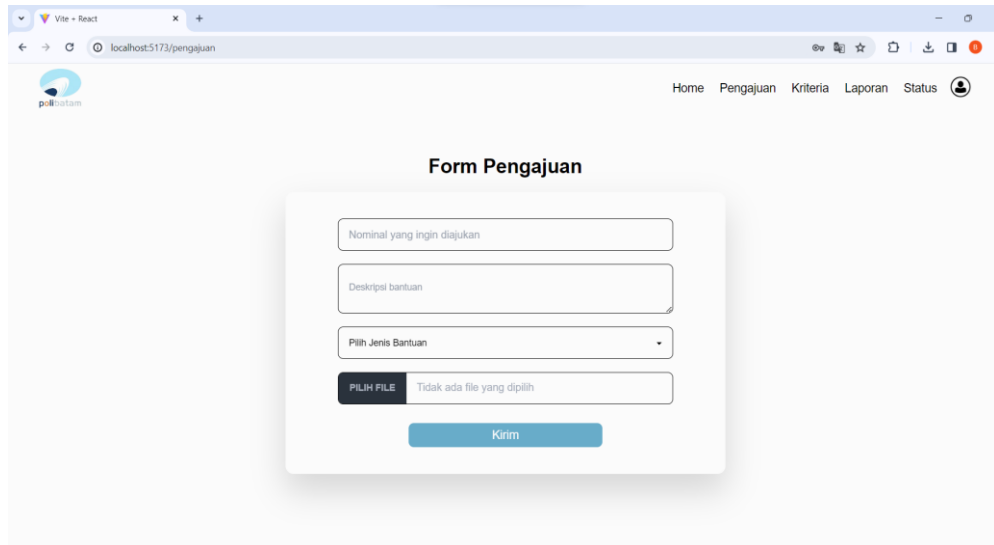 Vite + React
localhost:5173/pengajuan
polibatam
Home Pengajuan Kriteria Laporan Status
Form Pengajuan
Nominal yang ingin diajukan
Deskripsi bantuan
Pilih Jenis Bantuan
PILIH FILE Tidak ada file yang dipilih
Kirim